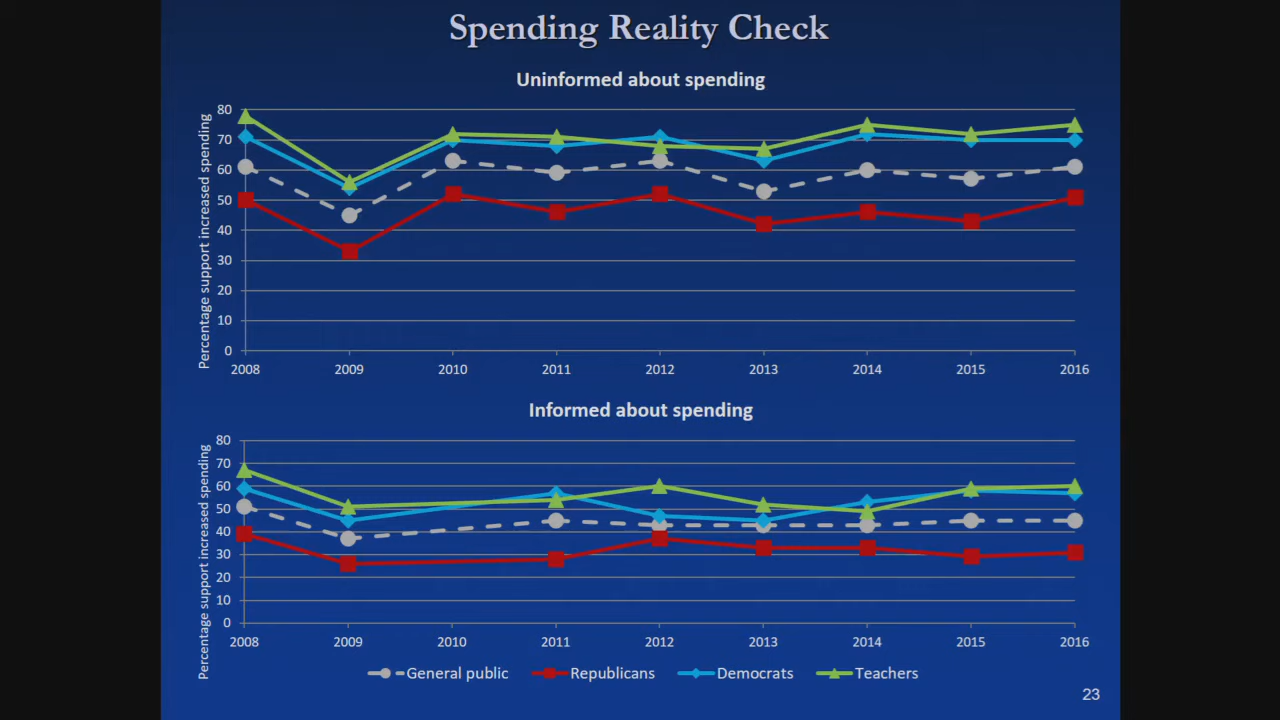 Spending Reality Check
Uninformed about spending
Percentage support increased spending
80
70
60
50
40
30
20
10
0
2008 2009 2010 2011 2012 2013 2014 2015 2016
Informed about spending
Percentage support increased spending
80
70
60
50
40
30
20
10
0
2008 2009 2010 2011 2012 2013 2014 2015 2016
General public Republicans Democrats Teachers
23